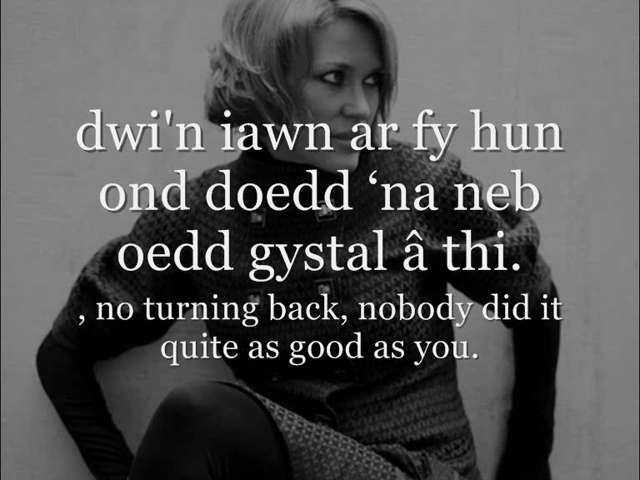 dwi'n iawn ar fy hun
ond doedd ‘na neb
oedd gystal â thi.
, no turning back, nobody did it
quite as good as you.